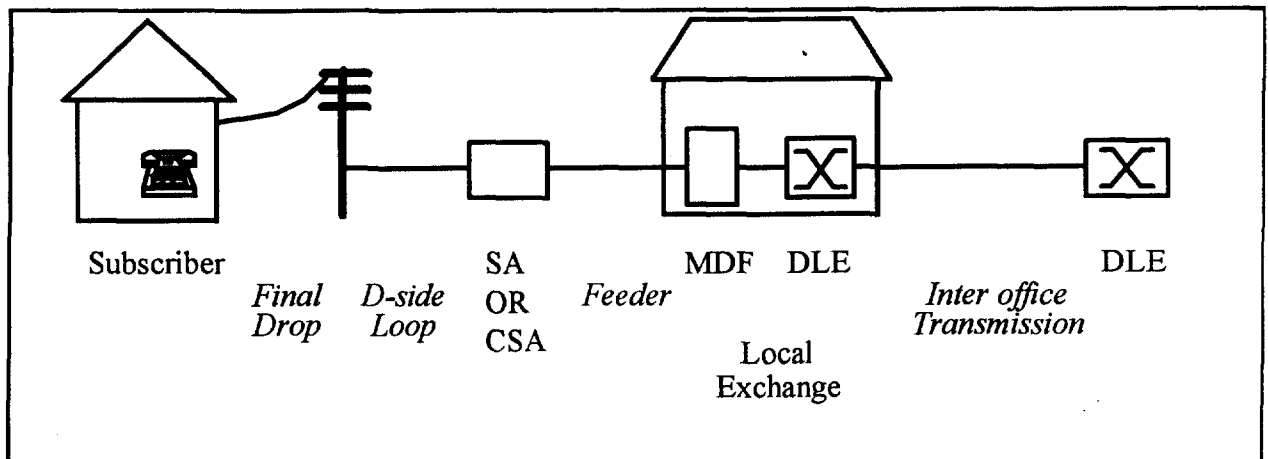 Subscriber
Final
Drop
D-side
Loop
SA
OR
CSA
Feeder
MDF
DLE
Local
Exchange
Inter office
Transmission
DLE